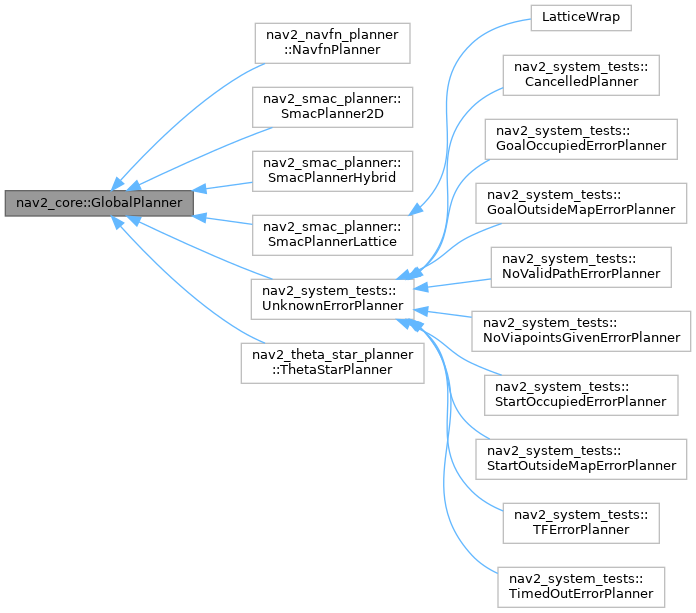 nav2_core::GlobalPlanner
nav2_navfn_planner
::NavfnPlanner
nav2_smac_planner::
SmacPlanner2D
nav2_smac_planner::
SmacPlannerHybrid
nav2_smac_planner::
SmacPlannerLattice
nav2_system_tests::
UnknownErrorPlanner
nav2_theta_star_planner
::ThetaStarPlanner
LatticeWrap
nav2_system_tests::
CancelledPlanner
nav2_system_tests::
GoalOccupiedErrorPlanner
nav2_system_tests::
GoalOutsideMapErrorPlanner
nav2_system_tests::
NoValidPathErrorPlanner
nav2_system_tests::
NoViapointsGivenErrorPlanner
nav2_system_tests::
StartOccupiedErrorPlanner
nav2_system_tests::
StartOutsideMapErrorPlanner
nav2_system_tests::
TFErrorPlanner
nav2_system_tests::
TimedOutErrorPlanner